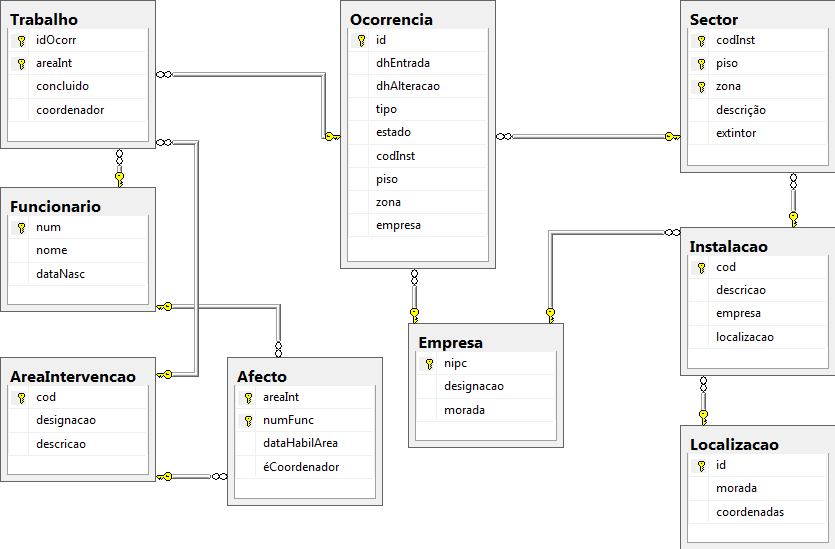 Trabalho
idOcorr
areaInt
concluido
coordenador
Ocorrencia
id
dhEntrada
dhAlteracao
tipo
estado
codInst
piso
zona
empresa
Sector
codInst
piso
zona
descrição
extintor
Funcionario
num
nome
dataNasc
Instalacao
cod
descricao
empresa
localizacao
Empresa
nipc
designacao
morada
AreaIntervencao
cod
designacao
descricao
Afecto
areaInt
numFunc
dataHabilArea
éCoordenador
Localizacao
id
morada
coordenadas